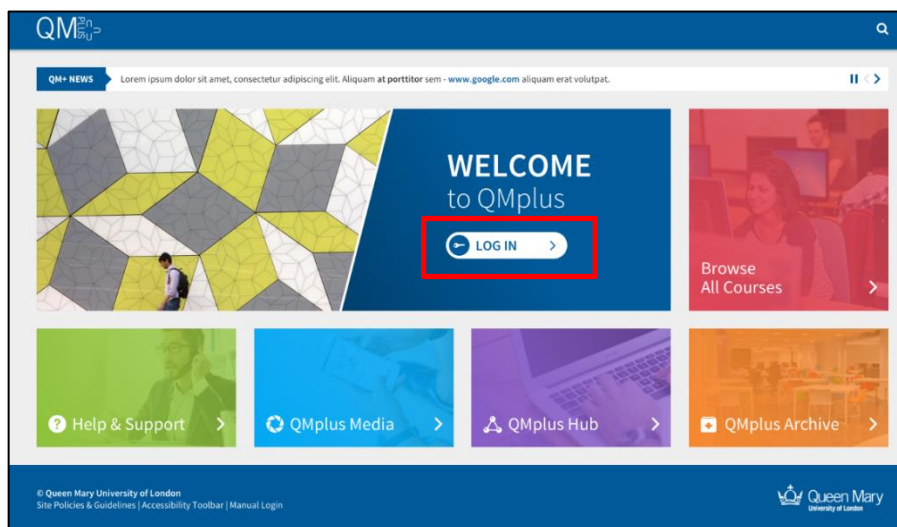 QM PLUS
QM+ NEWS
Lorem ipsum dolor sit amet, consectetur adipiscing elit. Aliquam at porttitor sem - www.google.com aliquam erat volutpat.
WELCOME
to QMplus
LOG IN
Browse
All Courses
Help & Support
QMplus Media
QMplus Hub
QMplus Archive
© Queen Mary University of London
Site Policies & Guidelines | Accessibility Toolbar | Manual Login
Queen Mary
University of London